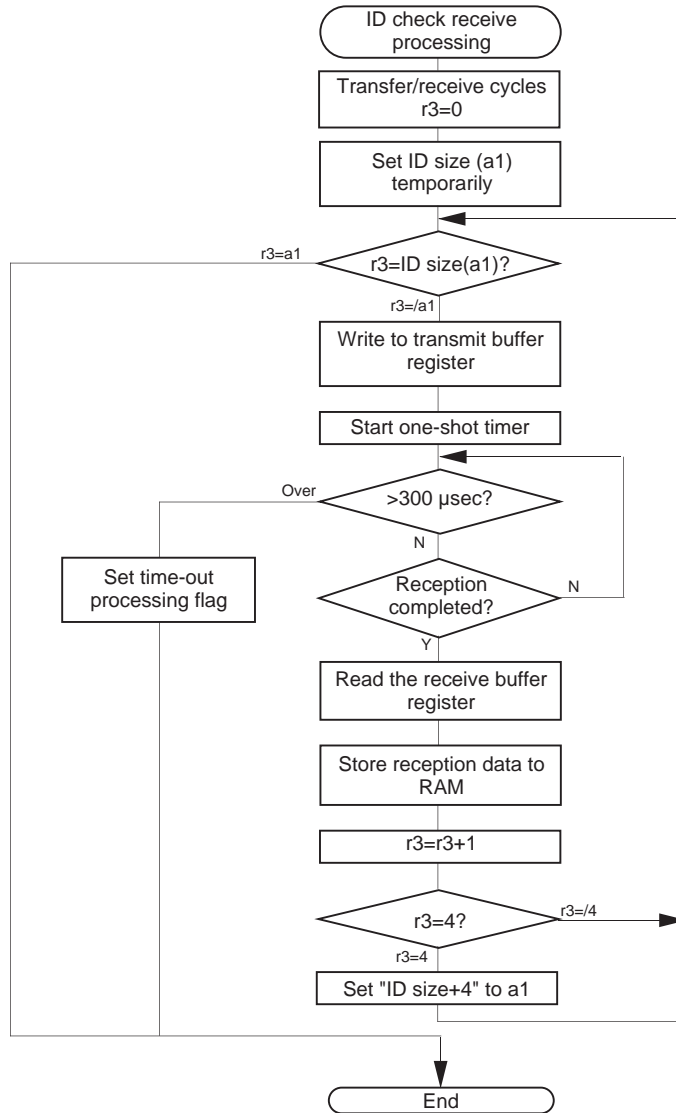 ID check receive
processing
Transfer/receive cycles
r3=0
Set ID size (a1)
temporarily
r3=a1
r3=ID size(a1)?
r3=/a1
Write to transmit buffer
register
Start one-shot timer
Over
>300 µsec?
N
Set time-out
processing flag
Reception
completed?
N
Y
Read the receive buffer
register
Store reception data to
RAM
r3=r3+1
r3=4?
r3=/4
r3=4
Set "ID size+4" to a1
End